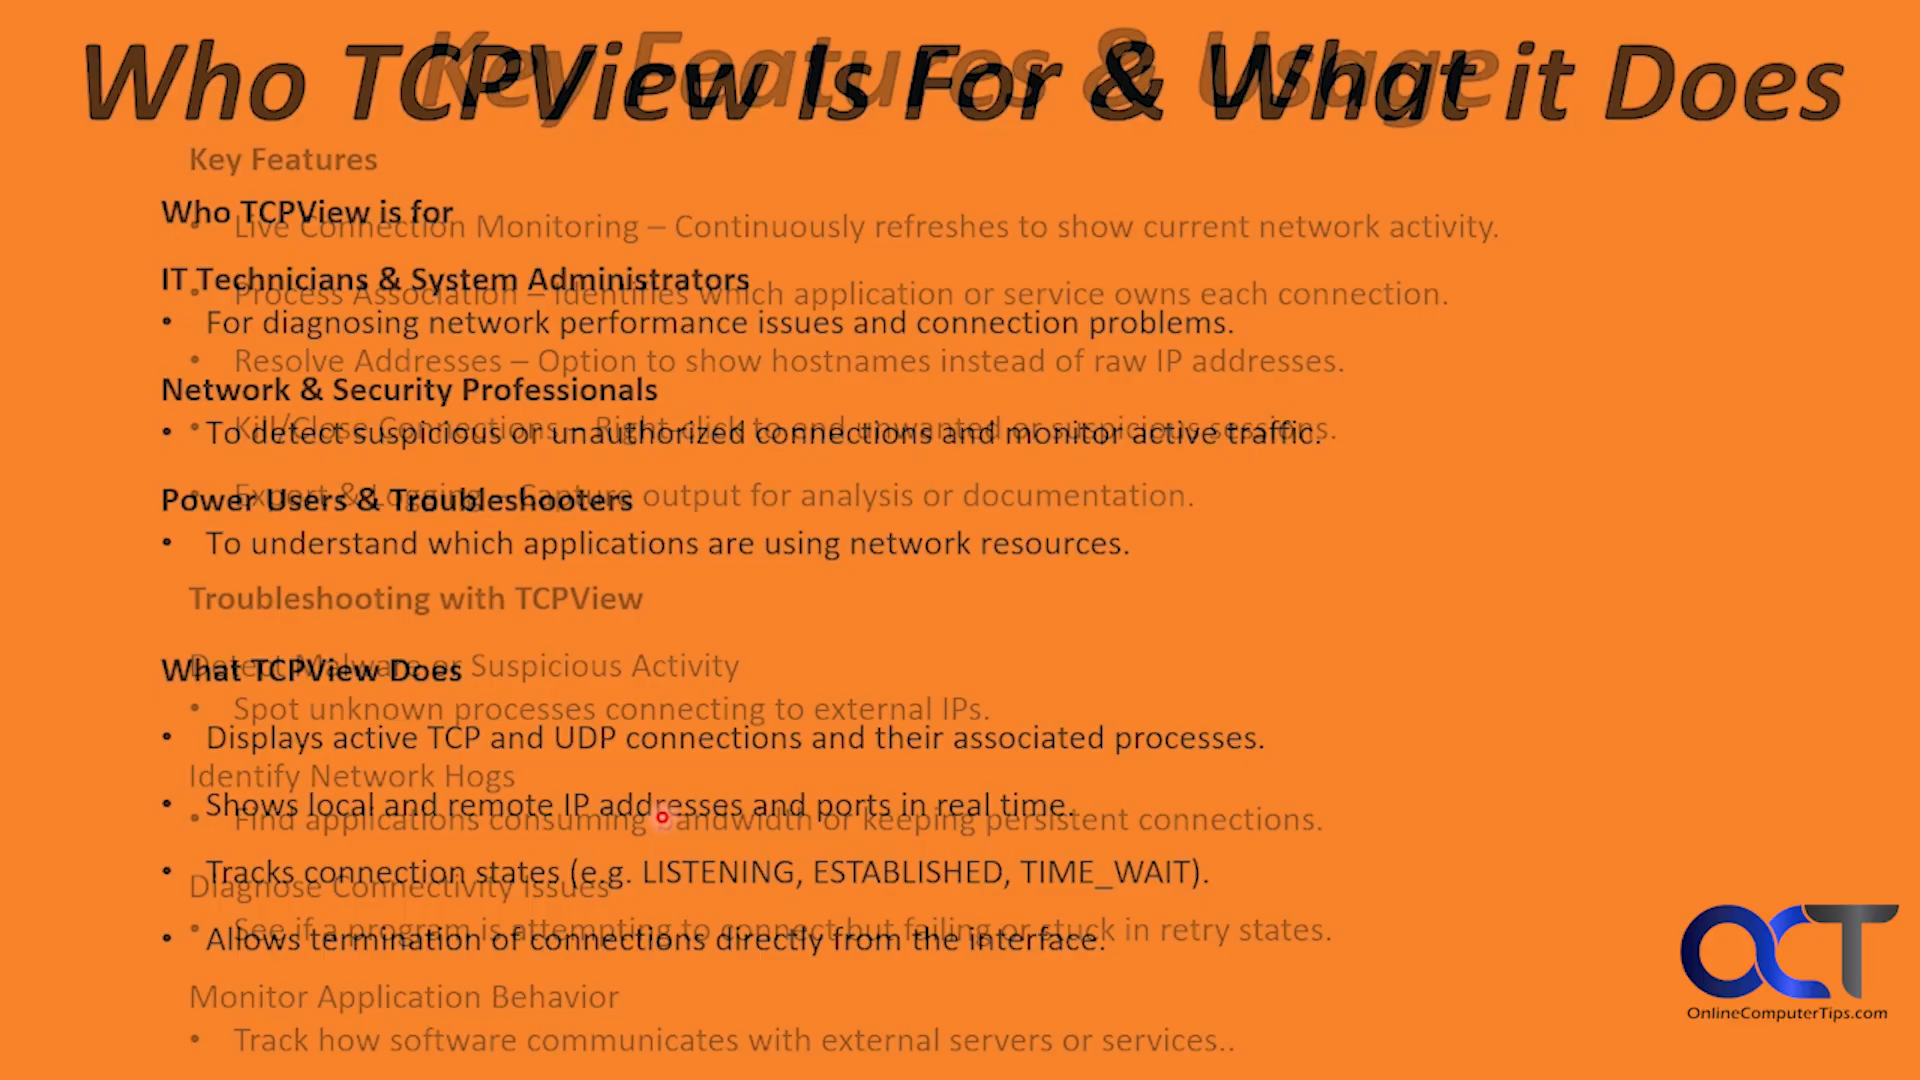 Who TCPView Is For & What it Does
Key Features & Usage
Who TCPView is for
IT Technicians & System Administrators
• For diagnosing network performance issues and connection problems.
Network & Security Professionals
• To detect suspicious or unauthorized connections and monitor active traffic.
Power Users & Troubleshooters
• To understand which applications are using network resources.
What TCPView Does
• Displays active TCP and UDP connections and their associated processes.
• Shows local and remote IP addresses and ports in real time.
• Tracks connection states (e.g. LISTENING, ESTABLISHED, TIME_WAIT).
• Allows termination of connections directly from the interface.
Key Features
• Live Connection Monitoring – Continuously refreshes to show current network activity.
• Process Association – Identifies which application or service owns each connection.
• Resolve Addresses – Option to show hostnames instead of raw IP addresses.
• Kill/Close Connections – Right-click to end unwanted or suspicious sessions.
• Export & Logging – Capture output for analysis or documentation.
Troubleshooting with TCPView
Detect Malware or Suspicious Activity
• Spot unknown processes connecting to external IPs.
Identify Network Hogs
• Find applications consuming bandwidth or keeping persistent connections.
Diagnose Connectivity Issues
• See if a program is attempting to connect but failing or stuck in retry states.
Monitor Application Behavior
• Track how software communicates with external servers or services..
OCT
OnlineComputerTips.com